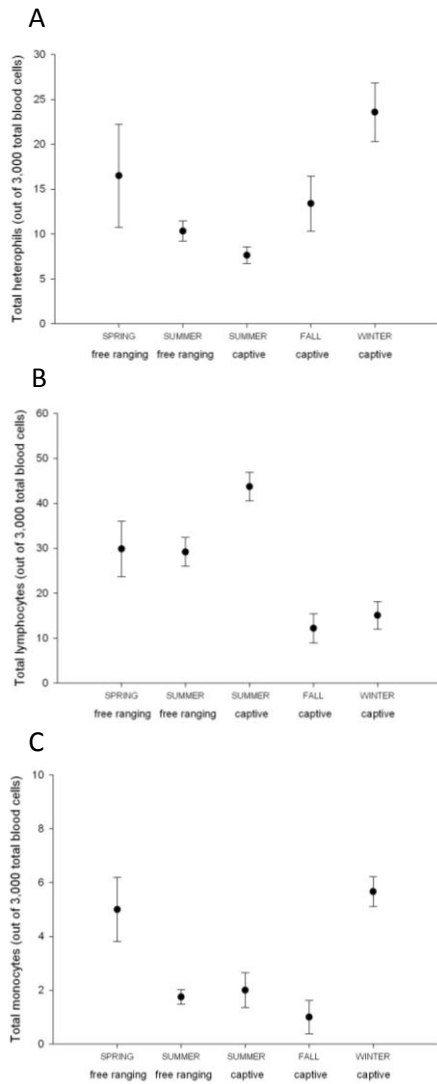 A
Total heterophils (out of 3,000 total blood cells)
30
25
20
15
10
5
0
SPRING SUMMER SUMMER FALL WINTER
free ranging free ranging captive captive captive
B
Total lymphocytes (out of 3,000 total blood cells)
60
50
40
30
20
10
0
SPRING SUMMER SUMMER FALL WINTER
free ranging free ranging captive captive captive
C
Total monocytes (out of 3,000 total blood cells)
10
8
6
4
2
0
SPRING SUMMER SUMMER FALL WINTER
free ranging free ranging captive captive captive